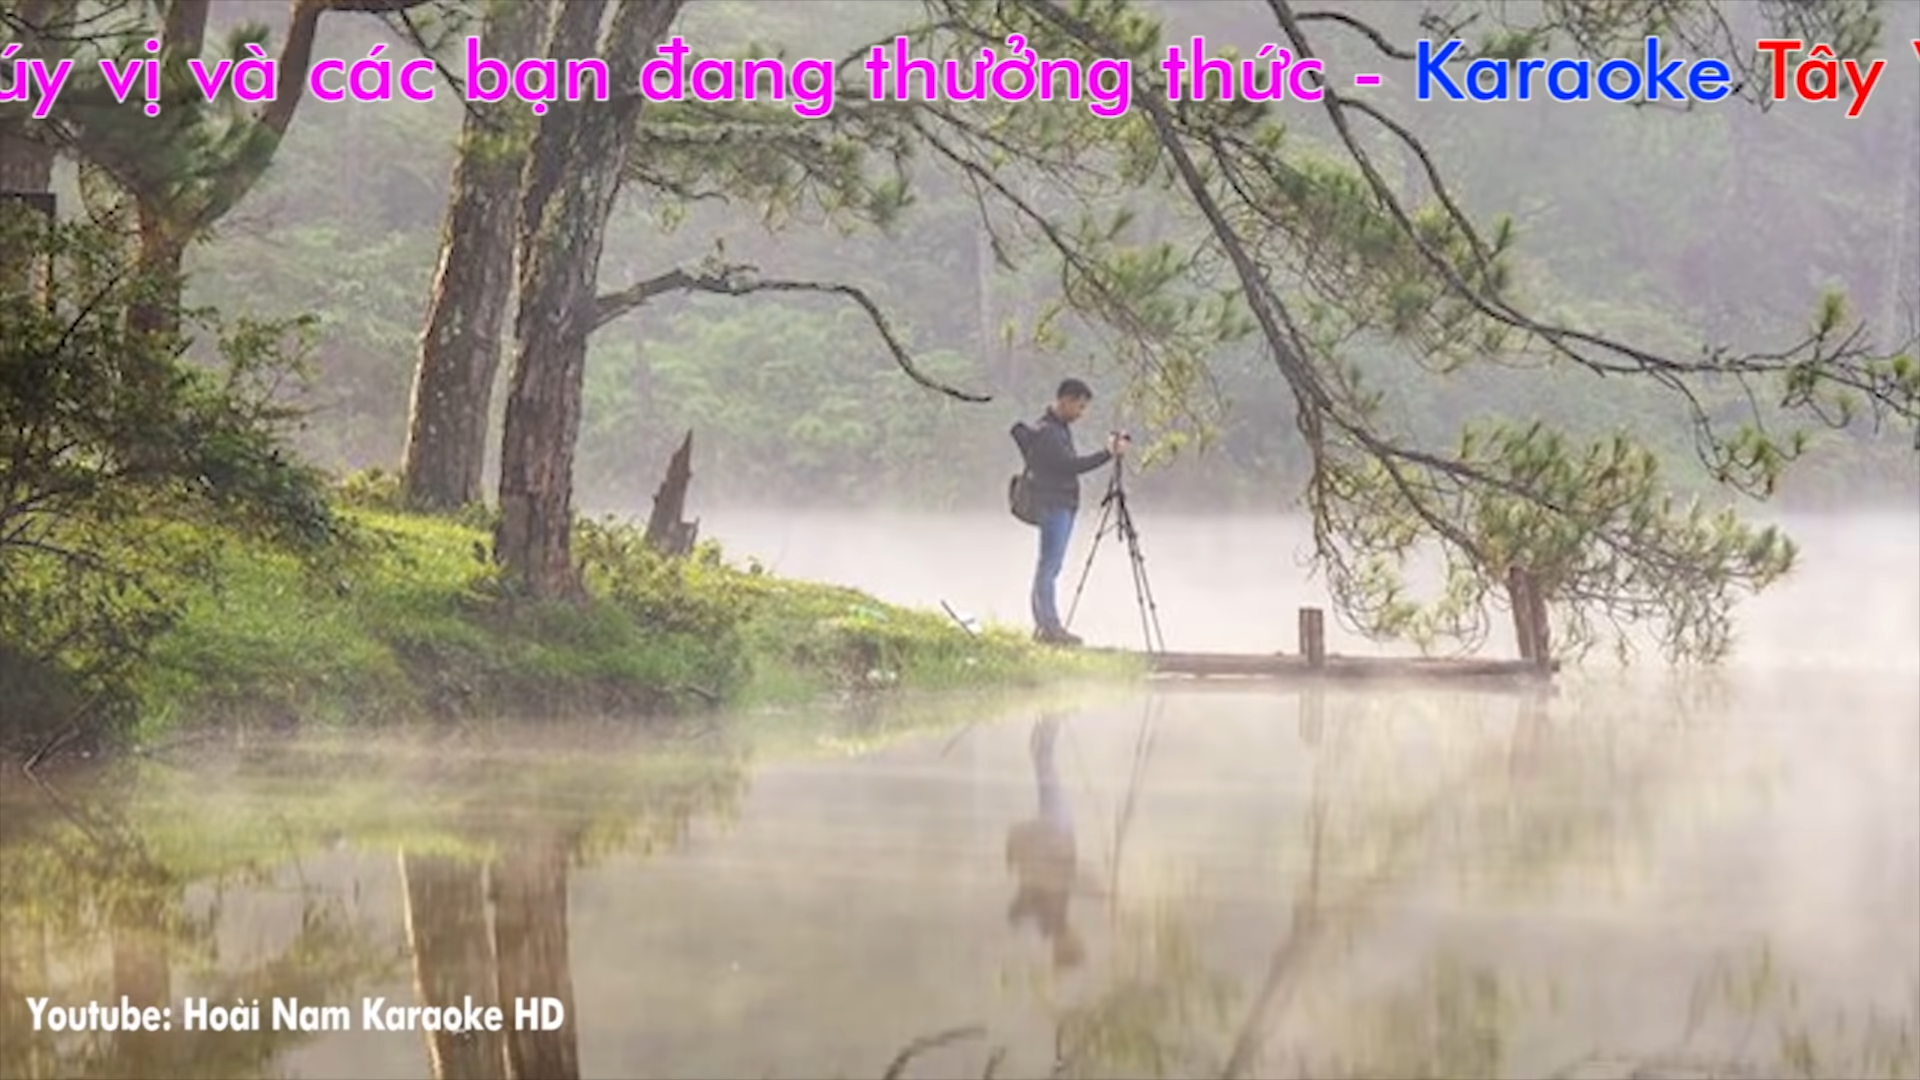 úy vị và các bạn đang thưởng thức - Karaoke Tây
Youtube: Hoài Nam Karaoke HD